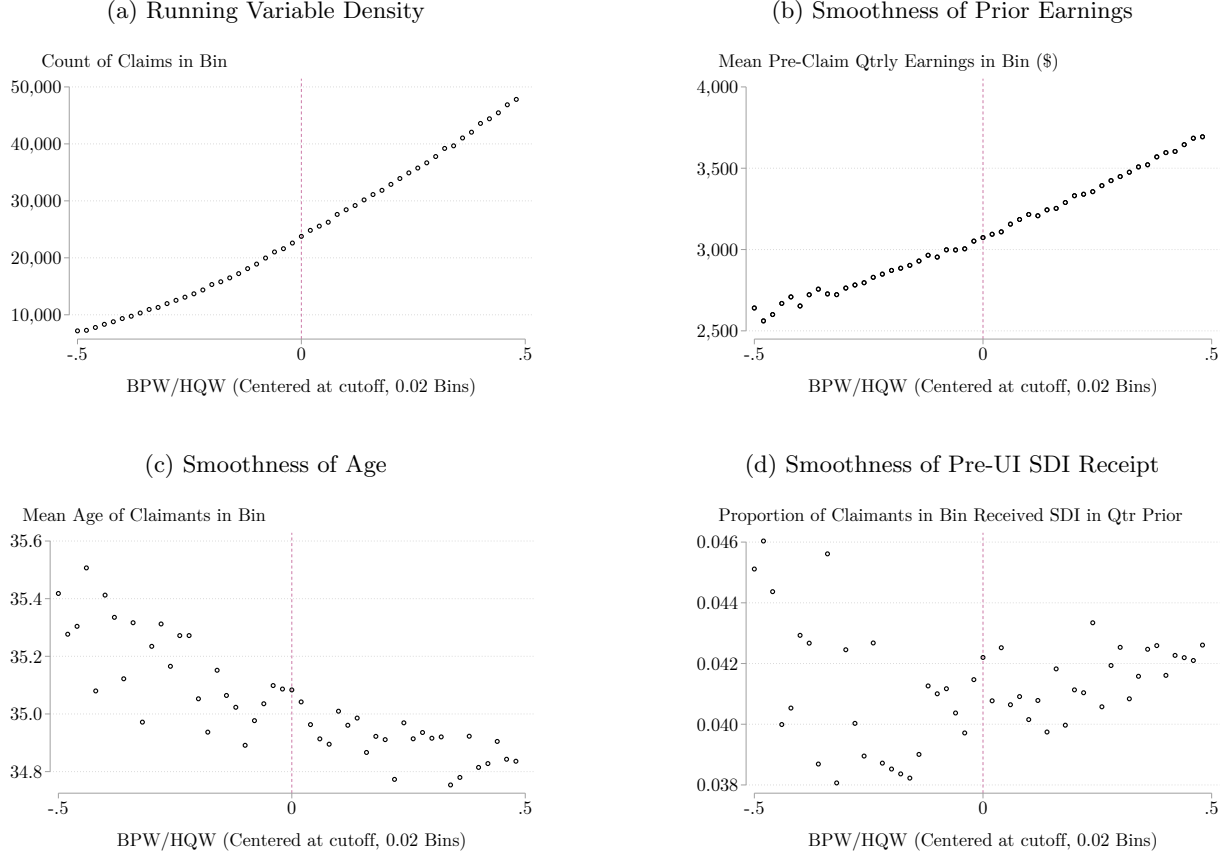 (a) Running Variable Density
Count of Claims in Bin
50,000
40,000
30,000
20,000
10,000
-.5 0 .5
BPW/HQW (Centered at cutoff, 0.02 Bins)
(b) Smoothness of Prior Earnings
Mean Pre-Claim Qtrly Earnings in Bin ($)
4,000
3,500
3,000
2,500
-.5 0 .5
BPW/HQW (Centered at cutoff, 0.02 Bins)
(c) Smoothness of Age
Mean Age of Claimants in Bin
35.6
35.4
35.2
35.0
34.8
-.5 0 .5
BPW/HQW (Centered at cutoff, 0.02 Bins)
(d) Smoothness of Pre-UI SDI Receipt
Proportion of Claimants in Bin Received SDI in Qtr Prior
0.046
0.044
0.042
0.040
0.038
-.5 0 .5
BPW/HQW (Centered at cutoff, 0.02 Bins)